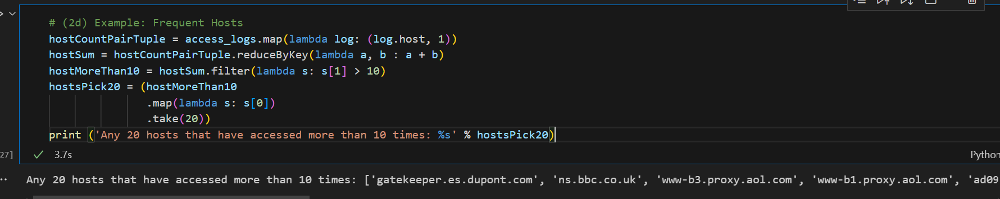 # (2d) Example: Frequent Hosts
hostCountPairTuple = access_logs.map(lambda log: (log.host, 1))
hostSum = hostCountPairTuple.reduceByKey(lambda a, b : a + b)
hostMoreThan10 = hostSum.filter(lambda s: s[1] > 10)
hostsPick20 = (hostMoreThan10
.map(lambda s: s[0])
.take(20))
print ('Any 20 hosts that have accessed more than 10 times: %s' % hostsPick20)
27] 3.7s Python
Any 20 hosts that have accessed more than 10 times: ['gatekeeper.es.dupont.com', 'ns.bbc.co.uk', 'www-b3.proxy.aol.com', 'www-b1.proxy.aol.com', 'ad09